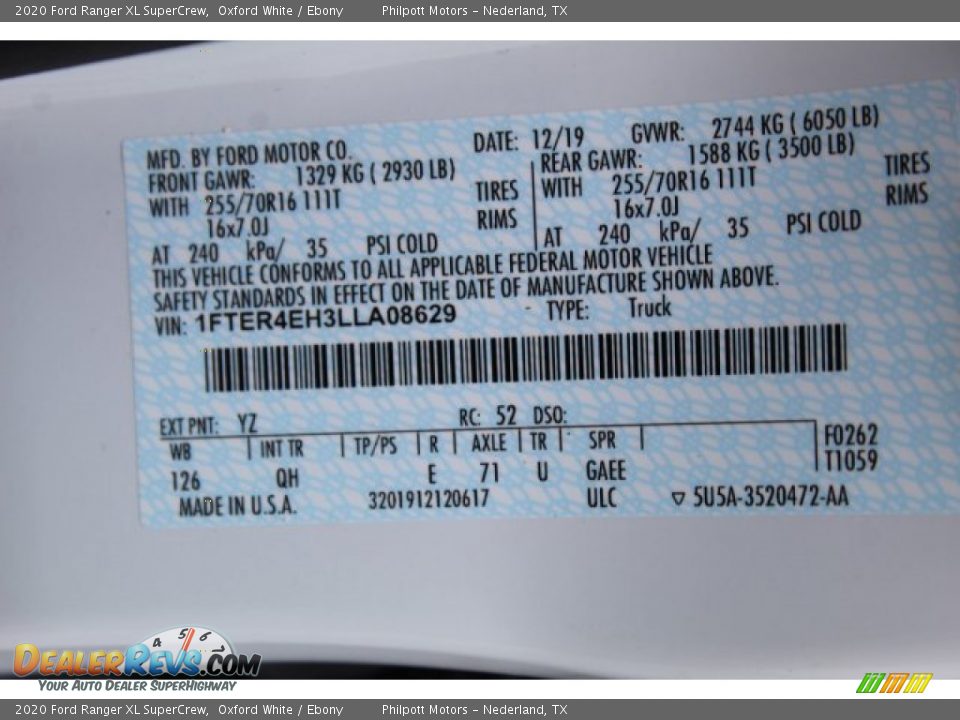 2020 Ford Ranger XL SuperCrew, Oxford White / Ebony Philpott Motors - Nederland, TX
MFD. BY FORD MOTOR CO. DATE: 12/19 GVWR: 2744 KG ( 6050 LB)
FRONT GAWR: 1329 KG ( 2930 LB) REAR GAWR: 1588 KG ( 3500 LB)
WITH 255/70R16 111T TIRES WITH 255/70R16 111T TIRES
16x7.0J RIMS 16x7.0J RIMS
AT 240 kPa/ 35 PSI COLD AT 240 kPa/ 35 PSI COLD
THIS VEHICLE CONFORMS TO ALL APPLICABLE FEDERAL MOTOR VEHICLE
SAFETY STANDARDS IN EFFECT ON THE DATE OF MANUFACTURE SHOWN ABOVE.
VIN: 1FTER4EH3LLA08629 TYPE: Truck
EXT PNT: YZ RC: 52 DSO:
WB INT TR TP/PS R AXLE TR SPR F0262
126 QH E 71 U GAEE T1059
MADE IN U.S.A. 3201912120617 ULC ▽ 5U5A-3520472-AA
4 5 6 7
DEALERREVS.COM
YOUR AUTO DEALER SUPERHIGHWAY
2020 Ford Ranger XL SuperCrew, Oxford White / Ebony Philpott Motors - Nederland, TX